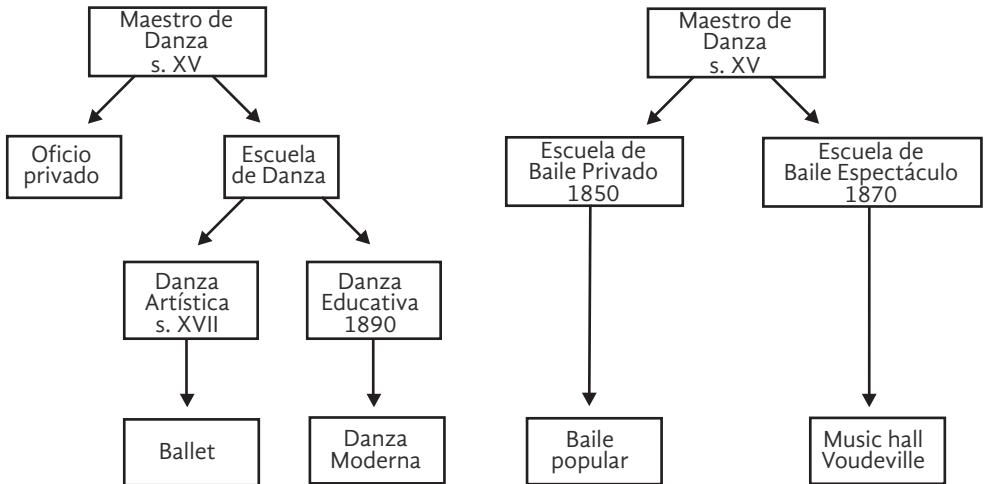 Maestro de
Danza
s. XV
Oficio
privado
Escuela
de Danza
Danza
Artística
s. XVII
Danza
Educativa
1890
Ballet
Danza
Moderna
Maestro de
Danza
s. XV
Escuela de
Baile Privado
1850
Escuela de
Baile Espectáculo
1870
Baile
popular
Music hall
Voudeville